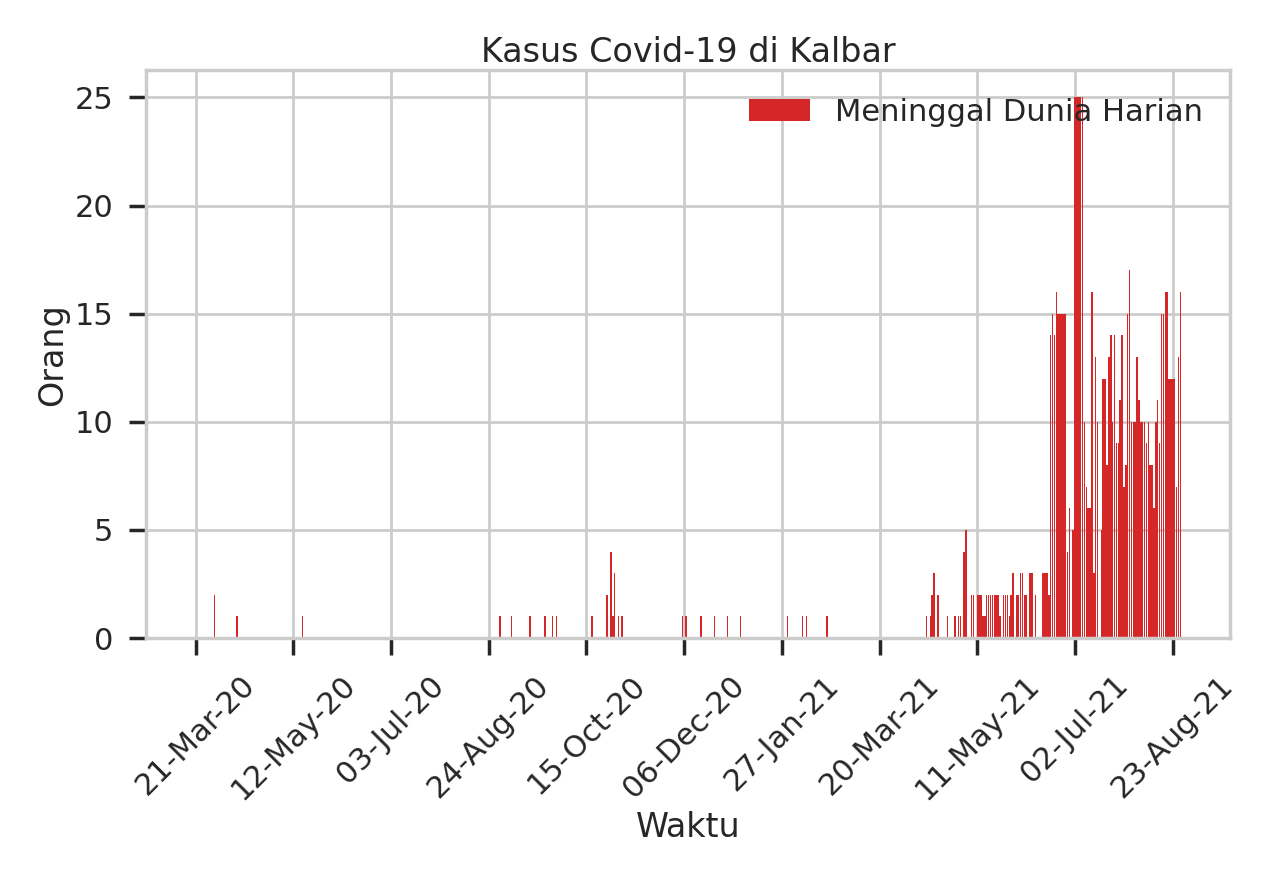 Kasus Covid-19 di Kalbar
Meninggal Dunia Harian
25
20
15
10
5
0
Orang
21-Mar-20
12-May-20
03-Jul-20
24-Aug-20
15-Oct-20
06-Dec-20
27-Jan-21
20-Mar-21
11-May-21
02-Jul-21
23-Aug-21
Waktu